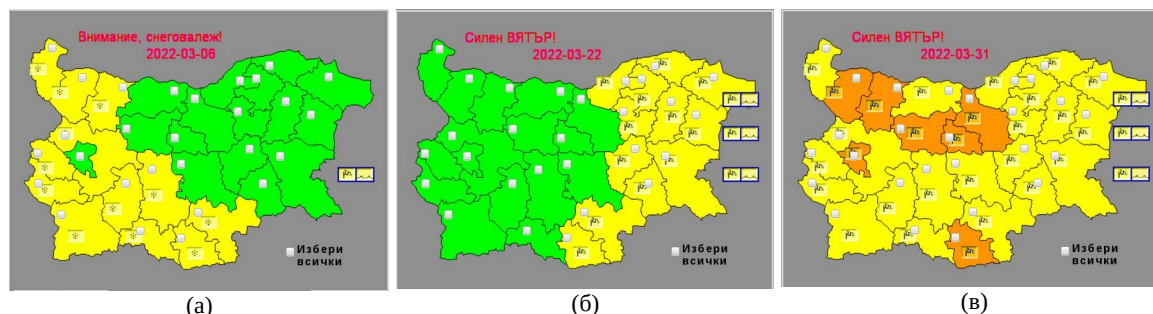 Внимание, снеговалеж!
2022-03-06
Избери
всички
(а)
Силен ВЯТЪР!
2022-03-22
Избери
всички
(б)
Силен ВЯТЪР!
2022-03-31
Избери
всички
(в)